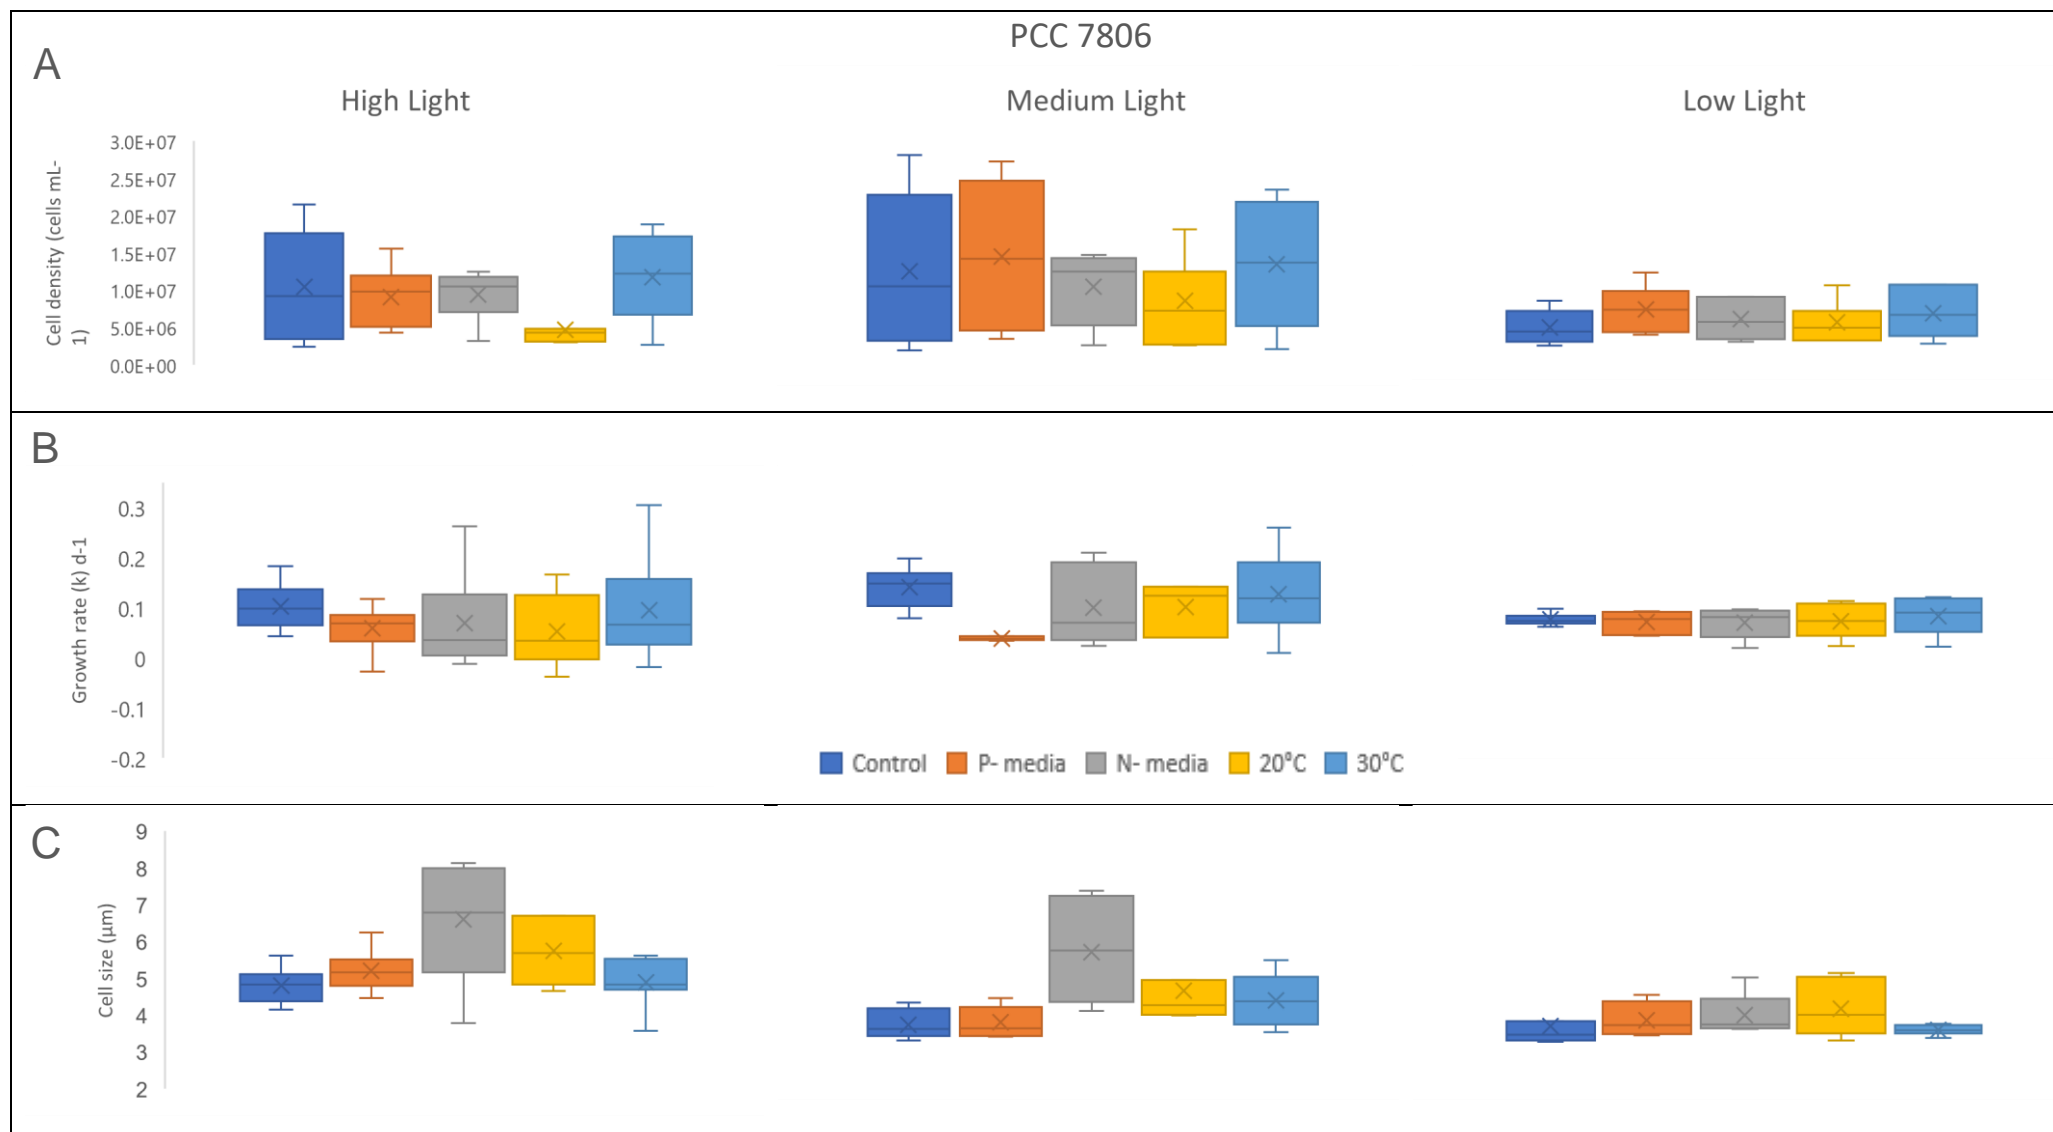 PCC 7806
A
High Light
Medium Light
Low Light
Cell density (cells mL-
1)
3.0E+07
2.5E+07
2.0E+07
1.5E+07
1.0E+07
5.0E+06
0.0E+00
B
Growth rate (k) d-1
0.3
0.2
0.1
0
-0.1
-0.2
Control P- media N- media 20°C 30°C
C
Cell size (µm)
9
8
7
6
5
4
3
2